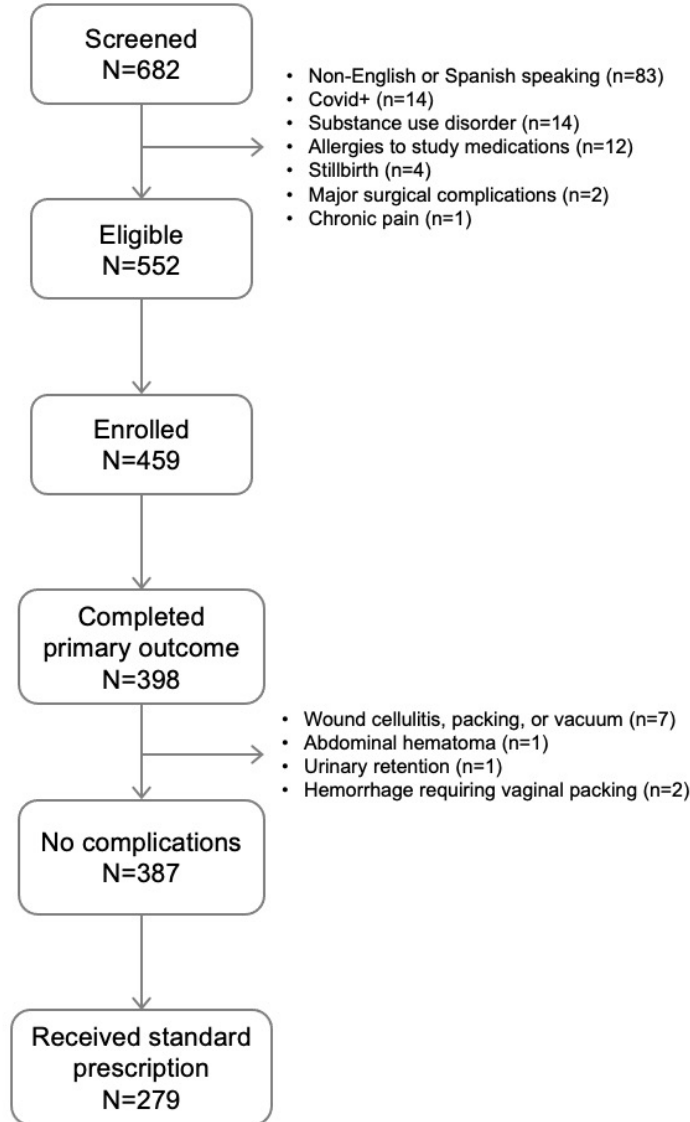 Screened
N=682
• Non-English or Spanish speaking (n=83)
• Covid+ (n=14)
• Substance use disorder (n=14)
• Allergies to study medications (n=12)
• Stillbirth (n=4)
• Major surgical complications (n=2)
• Chronic pain (n=1)
Eligible
N=552
Enrolled
N=459
Completed
primary outcome
N=398
• Wound cellulitis, packing, or vacuum (n=7)
• Abdominal hematoma (n=1)
• Urinary retention (n=1)
• Hemorrhage requiring vaginal packing (n=2)
No complications
N=387
Received standard
prescription
N=279